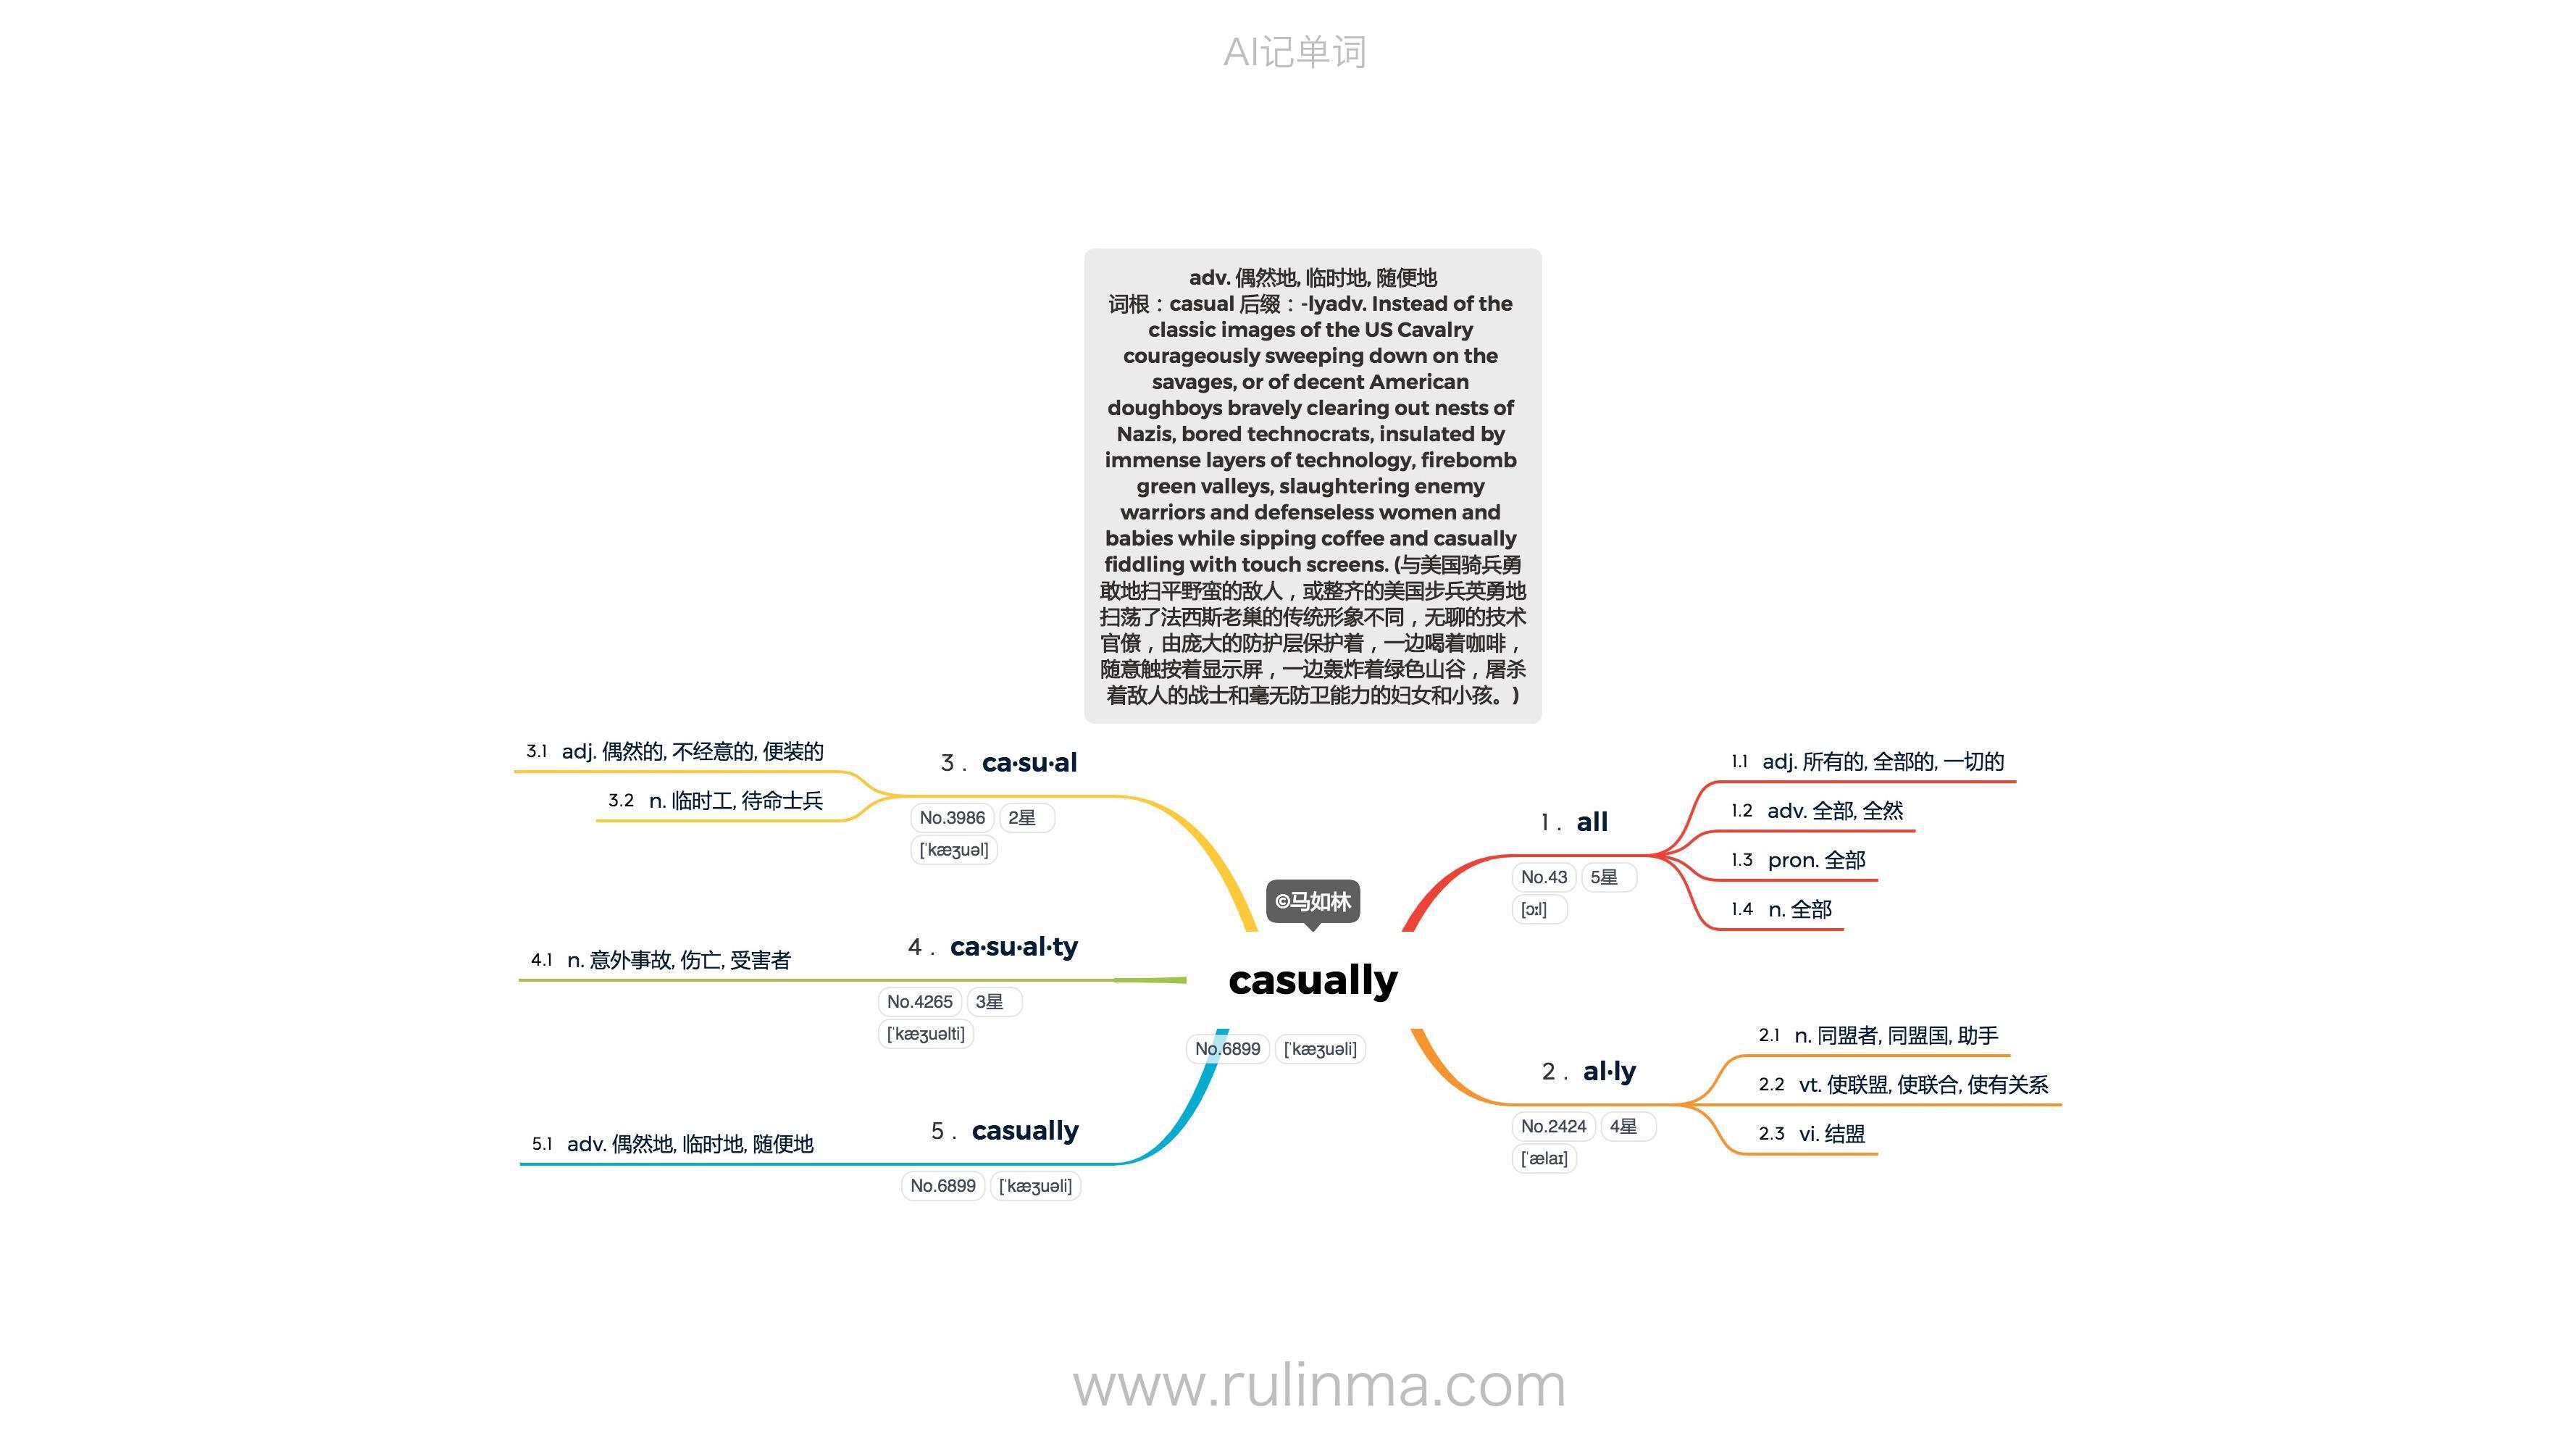 AI记单词
adv. 偶然地, 临时地, 随便地
词根：casual 后缀：-lyadv. Instead of the
classic images of the US Cavalry
courageously sweeping down on the
savages, or of decent American
doughboys bravely clearing out nests of
Nazis, bored technocrats, insulated by
immense layers of technology, firebomb
green valleys, slaughtering enemy
warriors and defenseless women and
babies while sipping coffee and casually
fiddling with touch screens. (与美国骑兵勇
敢地扫平野蛮的敌人，或整齐的美国步兵英勇地
扫荡了法西斯老巢的传统形象不同，无聊的技术
官僚，由庞大的防护层保护着，一边喝着咖啡，
随意触按着显示屏，一边轰炸着绿色山谷，屠杀
着敌人的战士和毫无防卫能力的妇女和小孩。)
©马如林
casually
No.6899 ['kæʒuəli]
1. all
No.43 5星
[ɔːl]
1.1 adj. 所有的, 全部的, 一切的
1.2 adv. 全部, 全然
1.3 pron. 全部
1.4 n. 全部
2. al·ly
No.2424 4星
['ælaɪ]
2.1 n. 同盟者, 同盟国, 助手
2.2 vt. 使联盟, 使联合, 使有关系
2.3 vi. 结盟
3. ca·su·al
No.3986 2星
['kæʒuəl]
3.1 adj. 偶然的, 不经意的, 便装的
3.2 n. 临时工, 待命士兵
4. ca·su·al·ty
No.4265 3星
['kæʒuəlti]
4.1 n. 意外事故, 伤亡, 受害者
5. casually
No.6899 ['kæʒuəli]
5.1 adv. 偶然地, 临时地, 随便地
www.rulinma.com